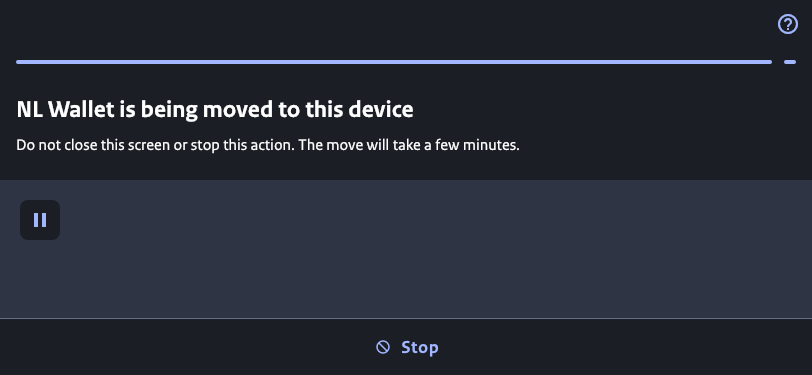 NL Wallet is being moved to this device
Do not close this screen or stop this action. The move will take a few minutes.
Stop